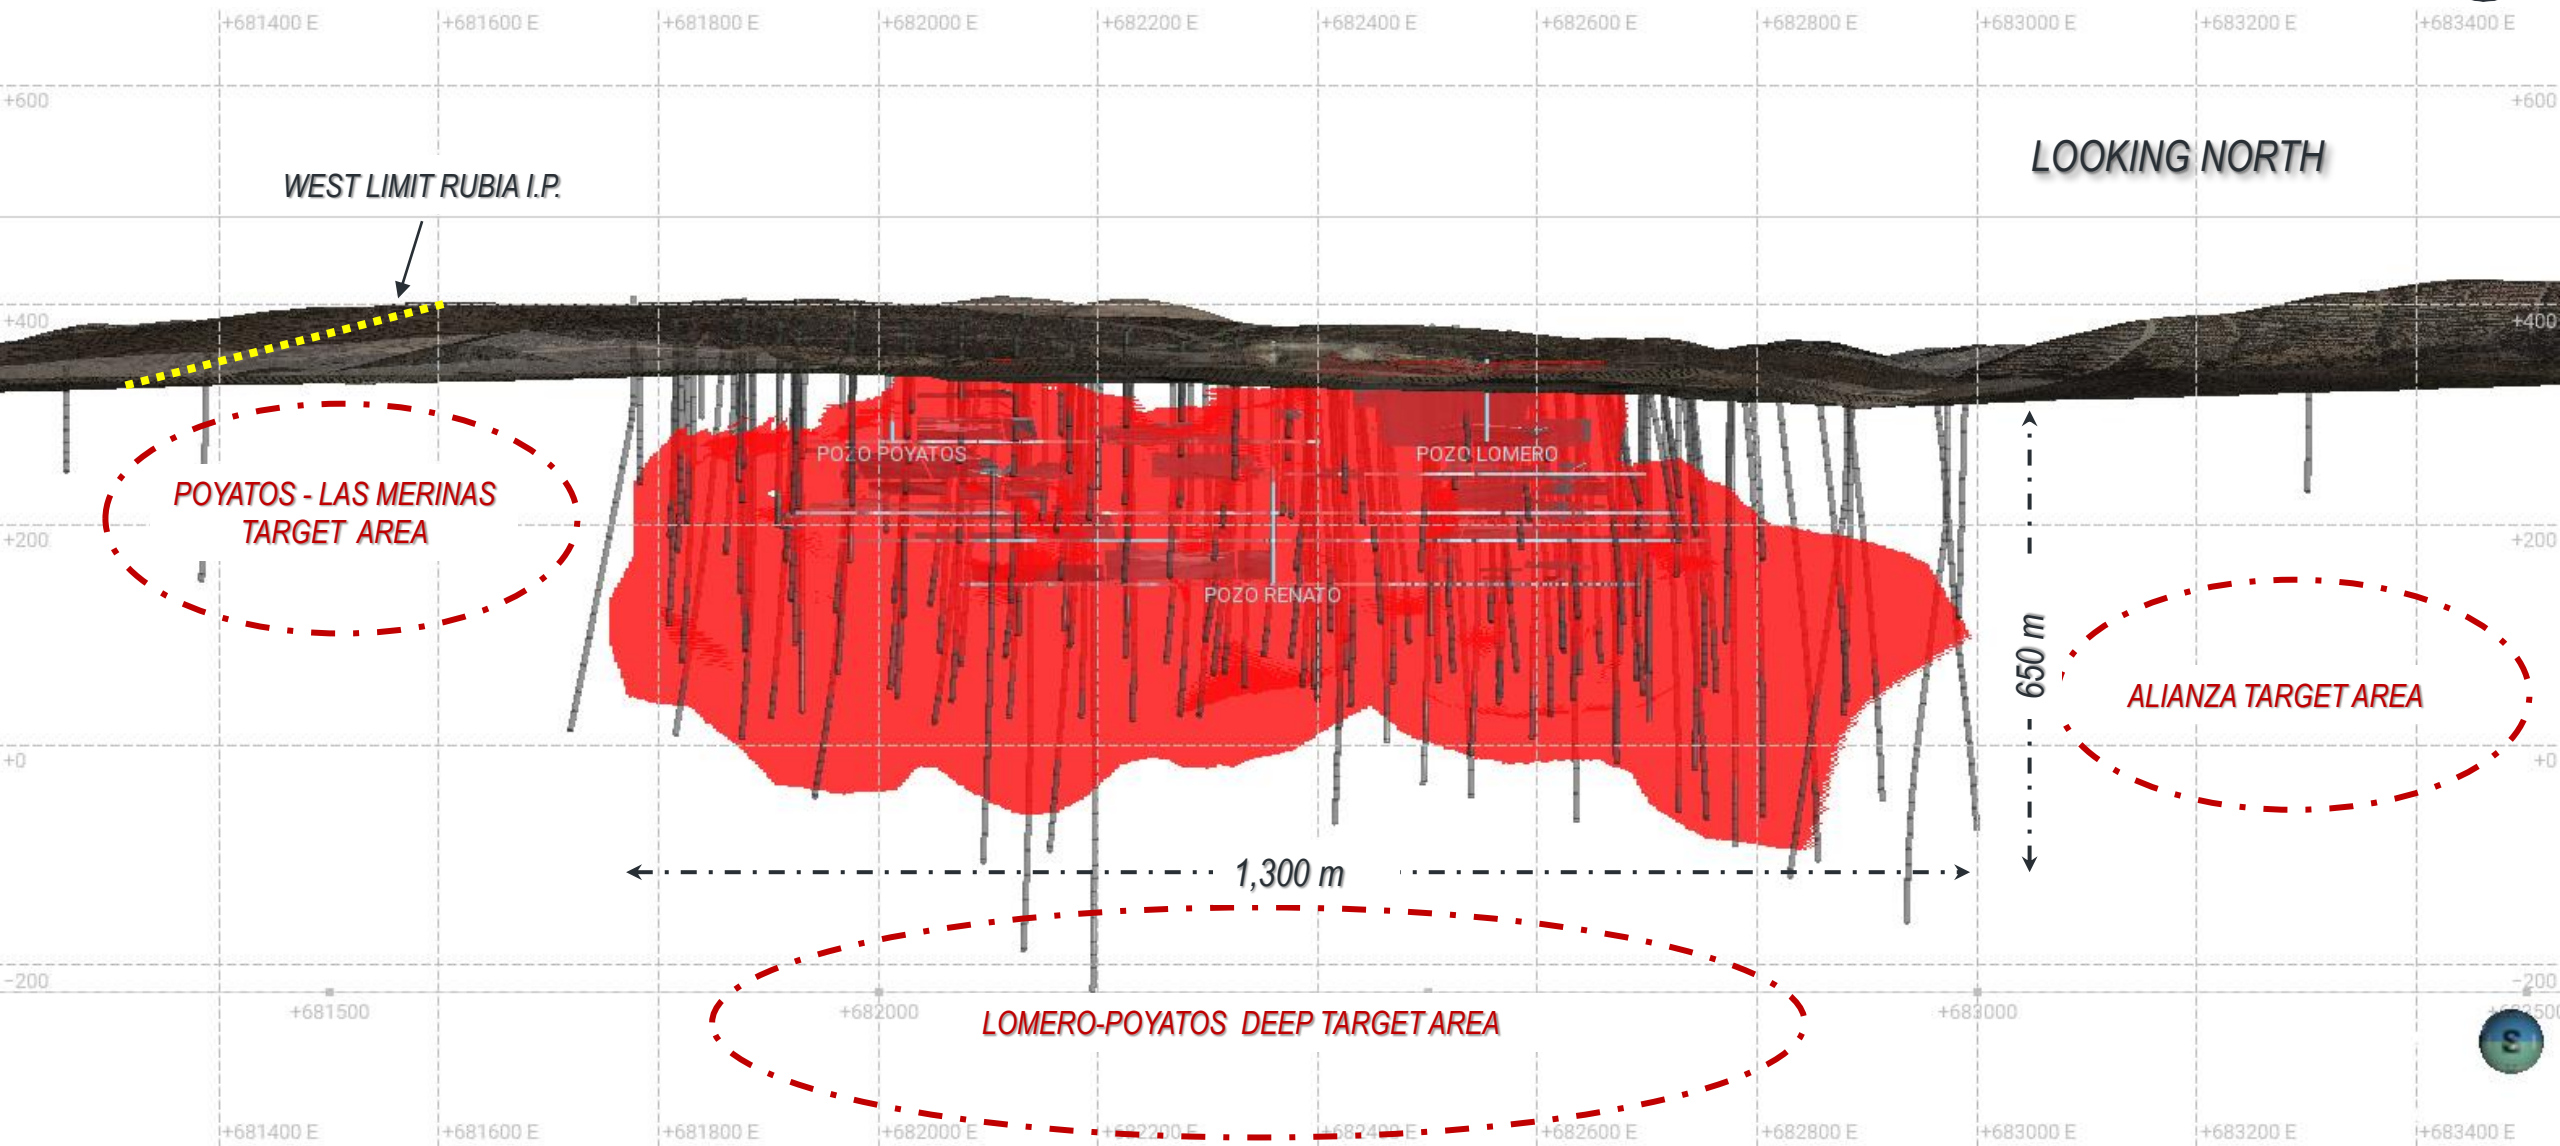 +681400 E +681600 E +681800 E +682000 E +682200 E +682400 E +682600 E +682800 E +683000 E +683200 E +683400 E
+600 +600
LOOKING NORTH
WEST LIMIT RUBIA I.P.
+400 +400
POZO POYATOS POZO LOMERO
POYATOS - LAS MERINAS
TARGET AREA
+200 +200
POZO RENATO
650 m
ALIANZA TARGET AREA
+0 +0
1,300 m
-200 -200
+681500 +682000 +683000
LOMERO-POYATOS DEEP TARGET AREA
S
+681400 E +681600 E +681800 E +682000 E +682200 E +682400 E +682600 E +682800 E +683000 E +683200 E +683400 E